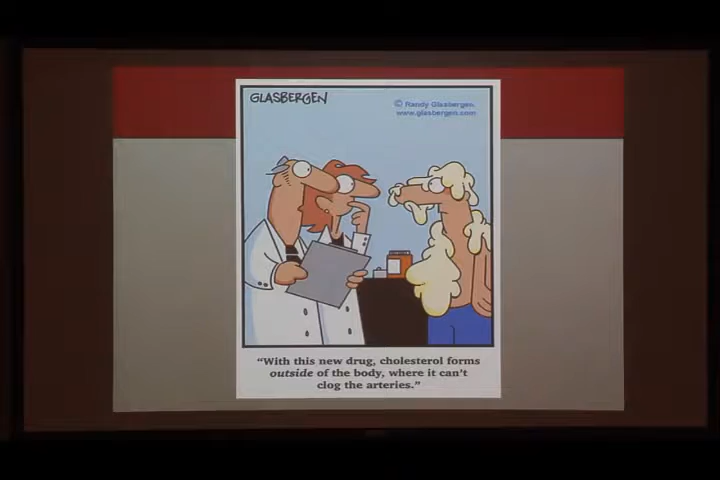 GLASBERGEN
© Randy Glasbergen.
www.glasbergen.com
"With this new drug, cholesterol forms
outside of the body, where it can't
clog the arteries."